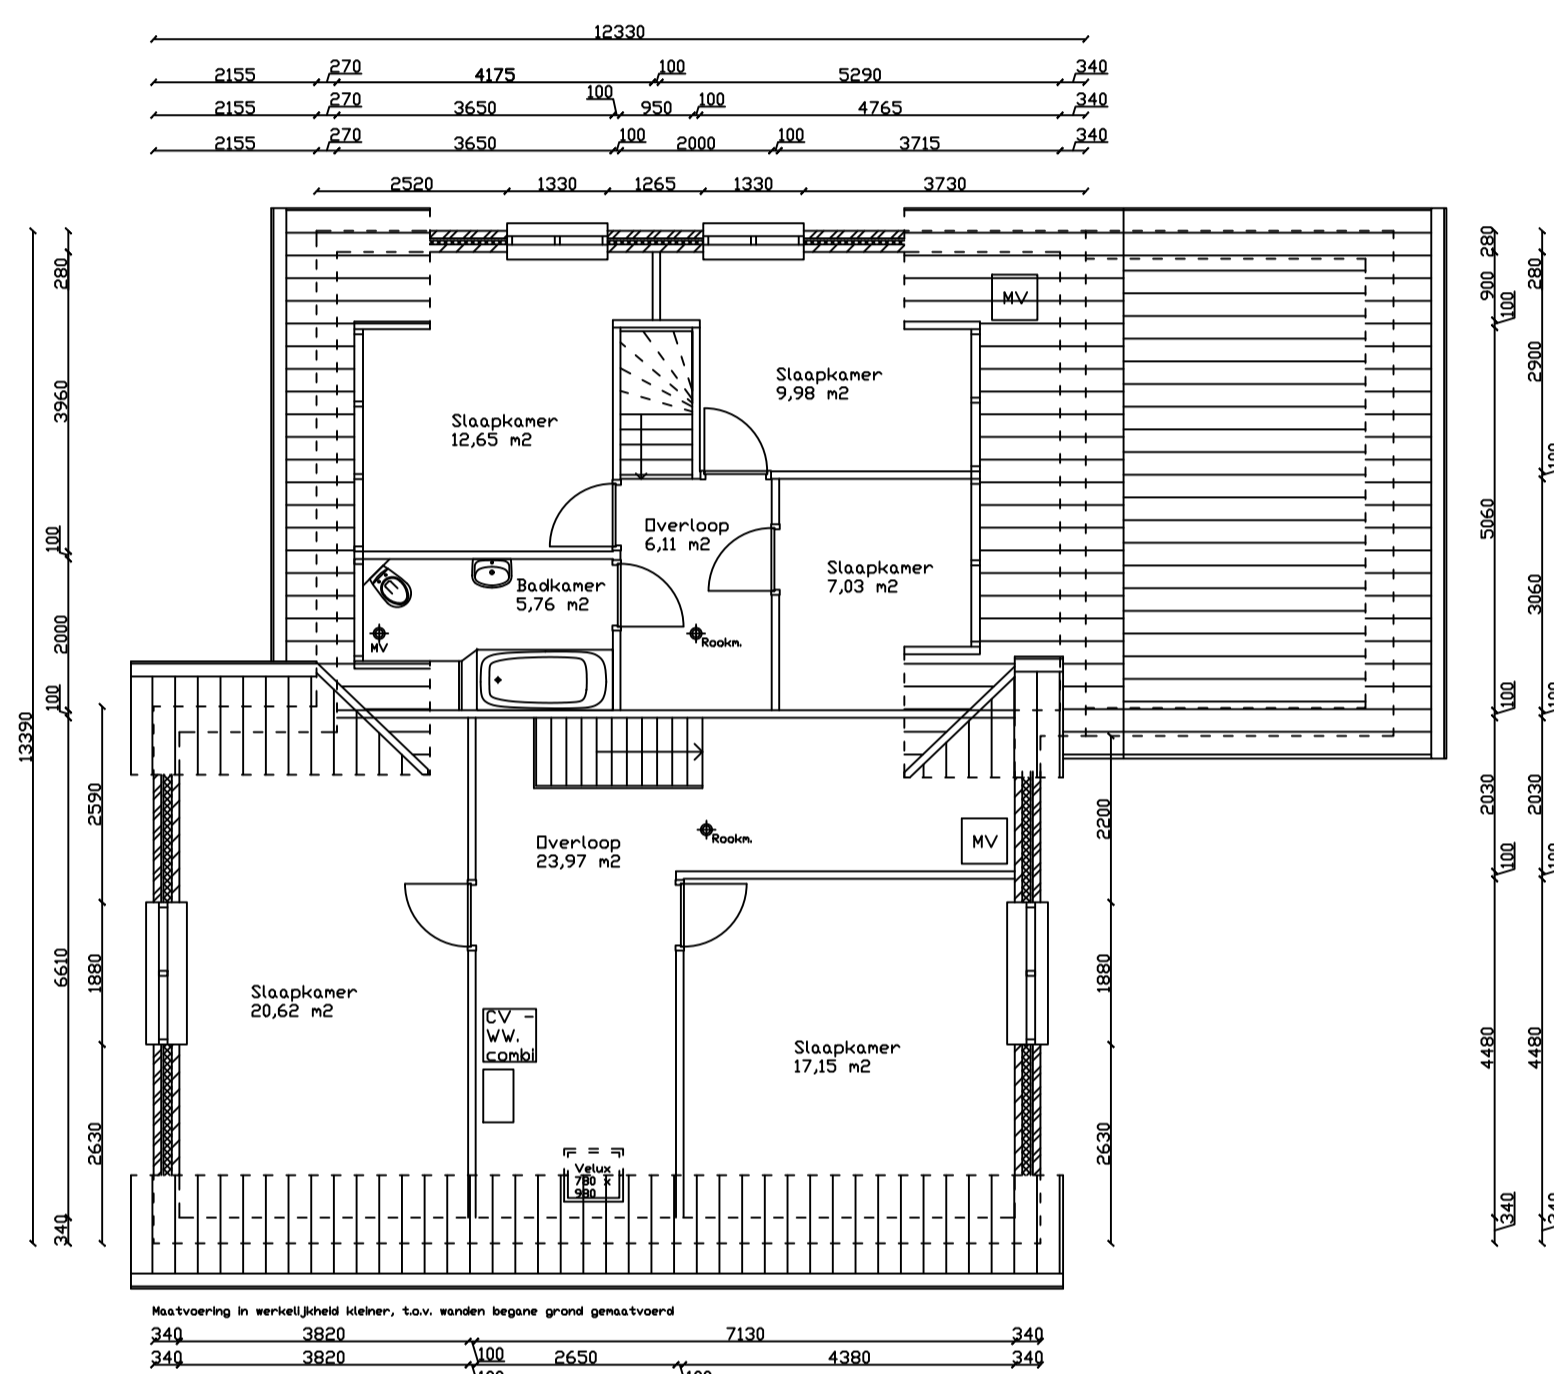 12330
2155 270 4175 100 5290 340
2155 270 3650 100 950 100 4765 340
2155 270 3650 100 2000 100 3715 340
2520 1330 1265 1330 3730
13390
280
3960
100
2000
100
6610
340
2590
1880
2630
MV
Slaapkamer
9,98 m2
Slaapkamer
12,65 m2
Overloop
6,11 m2
Slaapkamer
7,03 m2
Badkamer
5,76 m2
MV
Rookm.
Overloop
23,97 m2
Rookm.
MV
Slaapkamer
20,62 m2
CV -
WW.
combi
Slaapkamer
17,15 m2
Velux
780 x
980
2200
1880
2630
280
900
100
5060
100
2030
100
4480
340
280
2900
100
3060
100
2030
100
4480
340
Maatvoering in werkelijkheid kleiner, t.o.v. wanden begane grond gemaatvoerd
340 3820 7130 340
340 3820 100 2650 4380 340